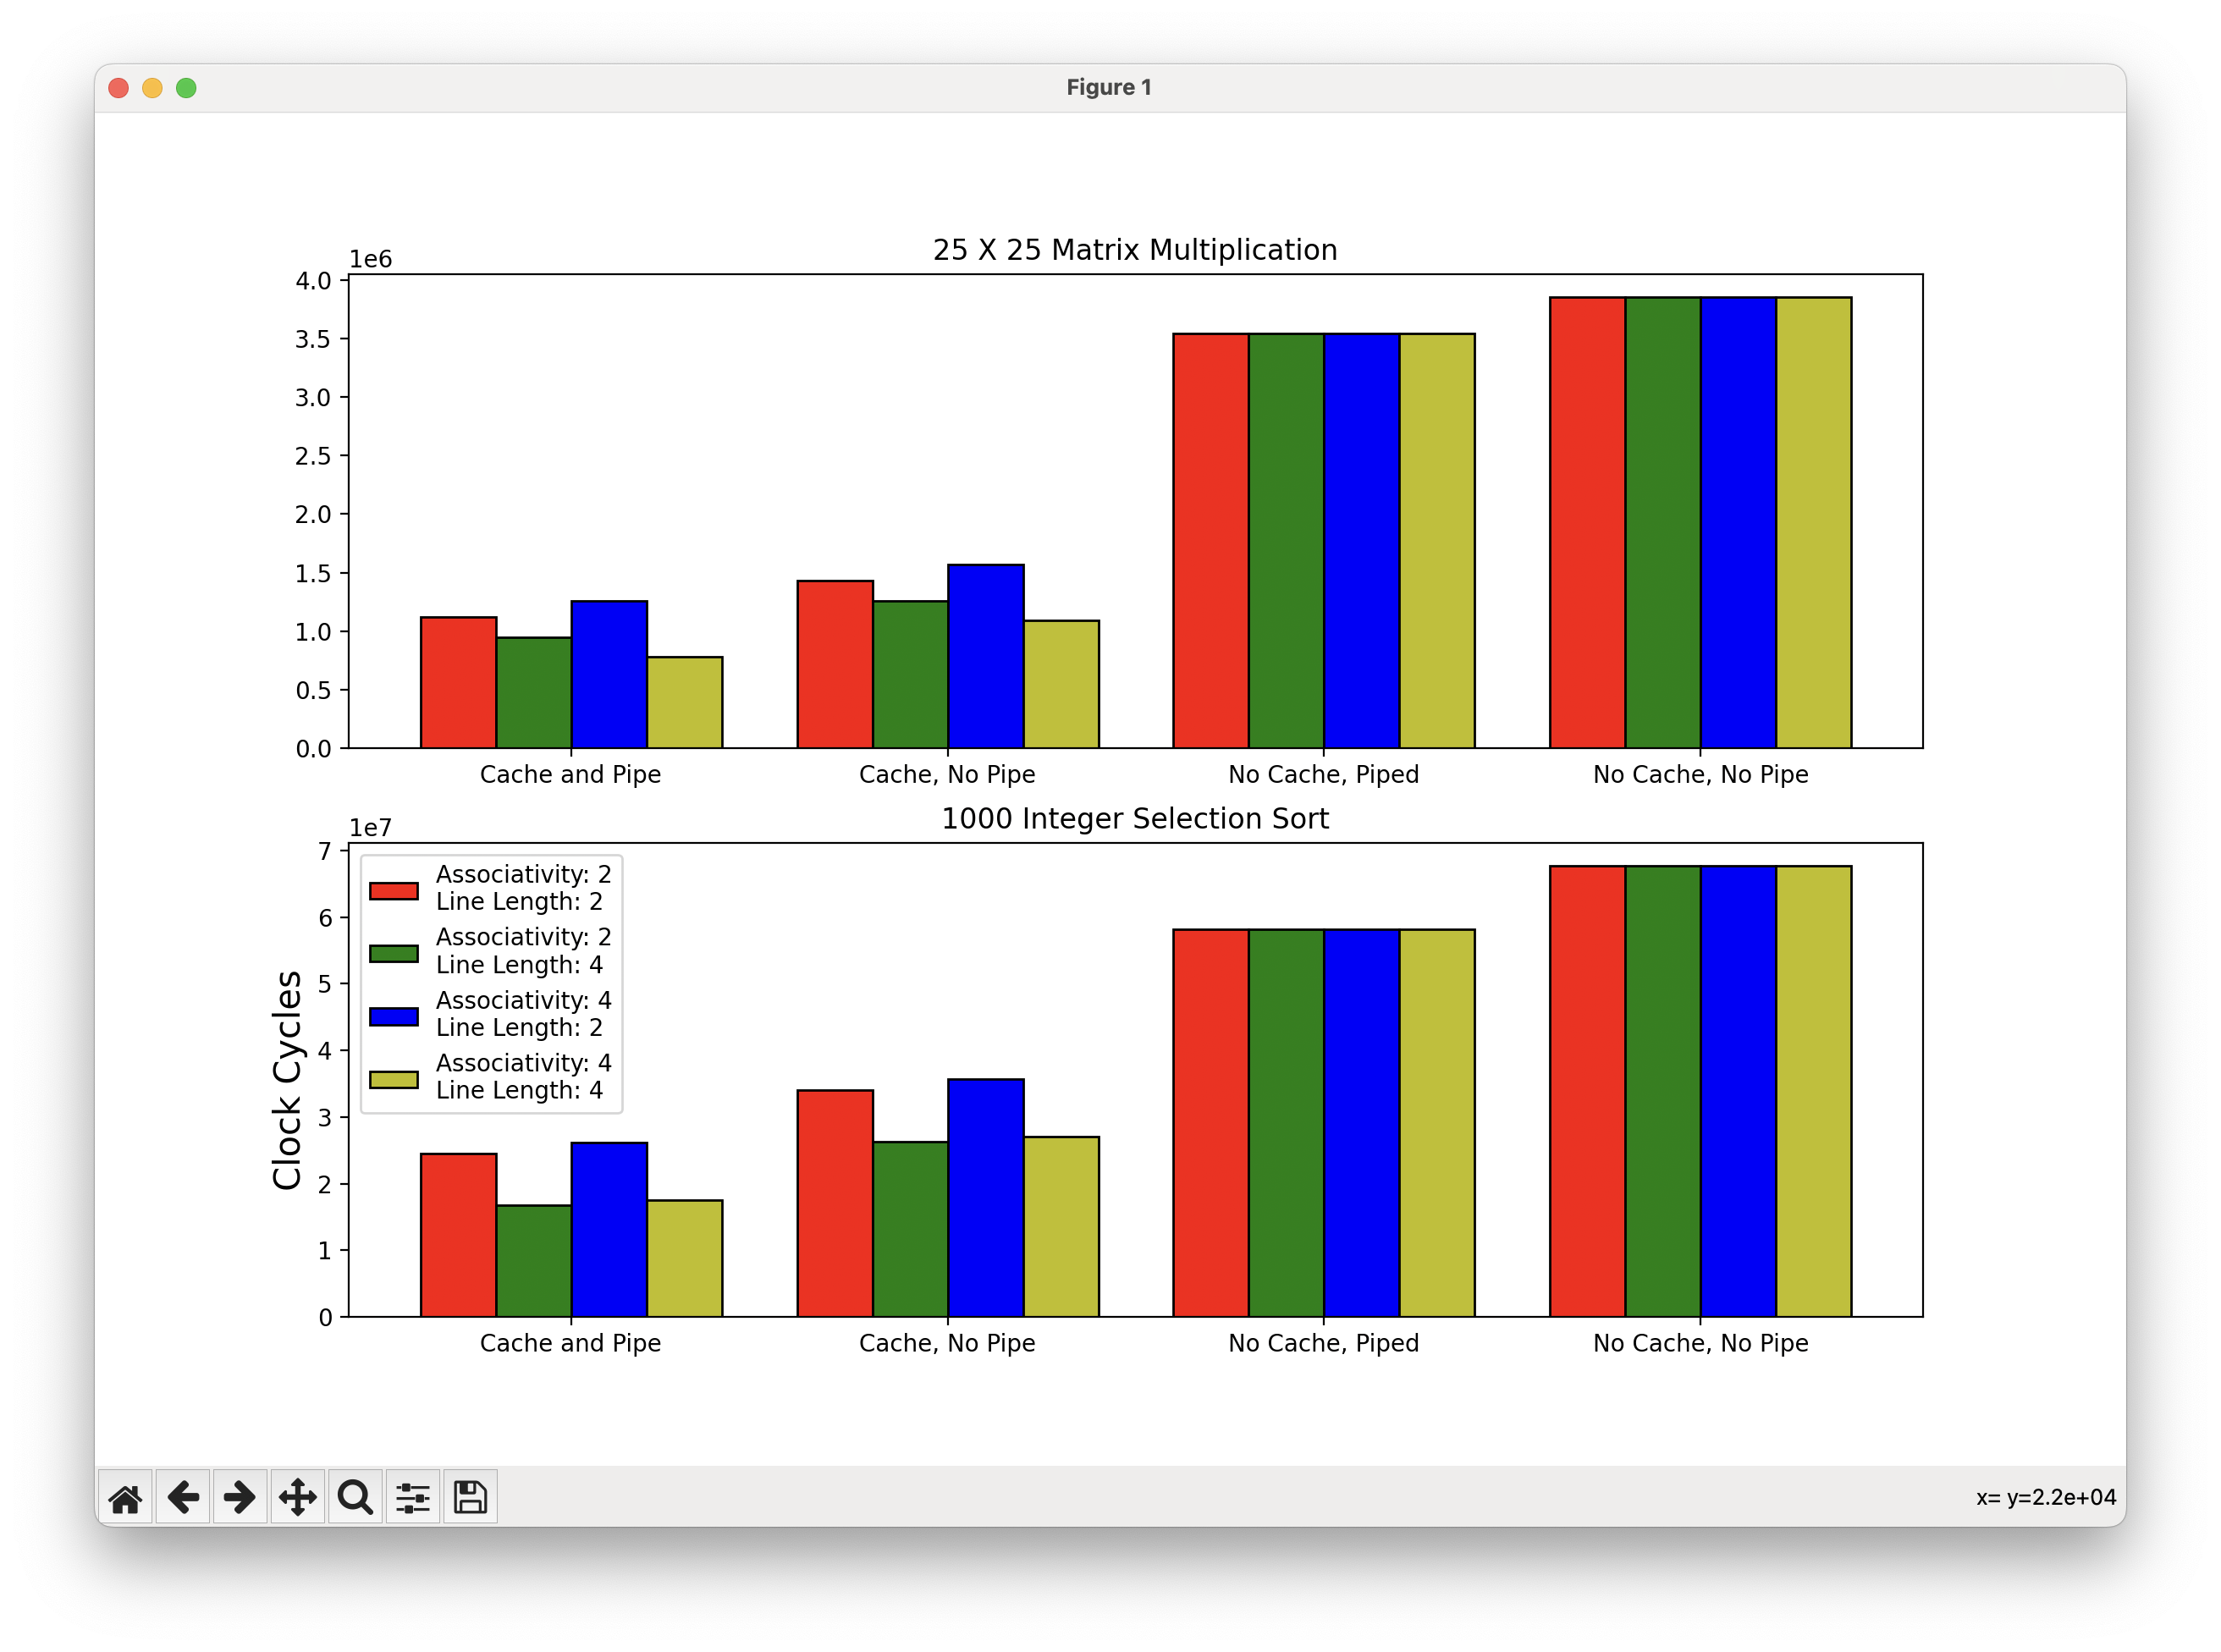 Figure 1
25 X 25 Matrix Multiplication
1e6
4.0
3.5
3.0
2.5
2.0
1.5
1.0
0.5
0.0
Cache and Pipe
Cache, No Pipe
No Cache, Piped
No Cache, No Pipe
1000 Integer Selection Sort
1e7
7
6
5
4
3
2
1
0
Clock Cycles
Associativity: 2
Line Length: 2
Associativity: 2
Line Length: 4
Associativity: 4
Line Length: 2
Associativity: 4
Line Length: 4
Cache and Pipe
Cache, No Pipe
No Cache, Piped
No Cache, No Pipe
x= y=2.2e+04